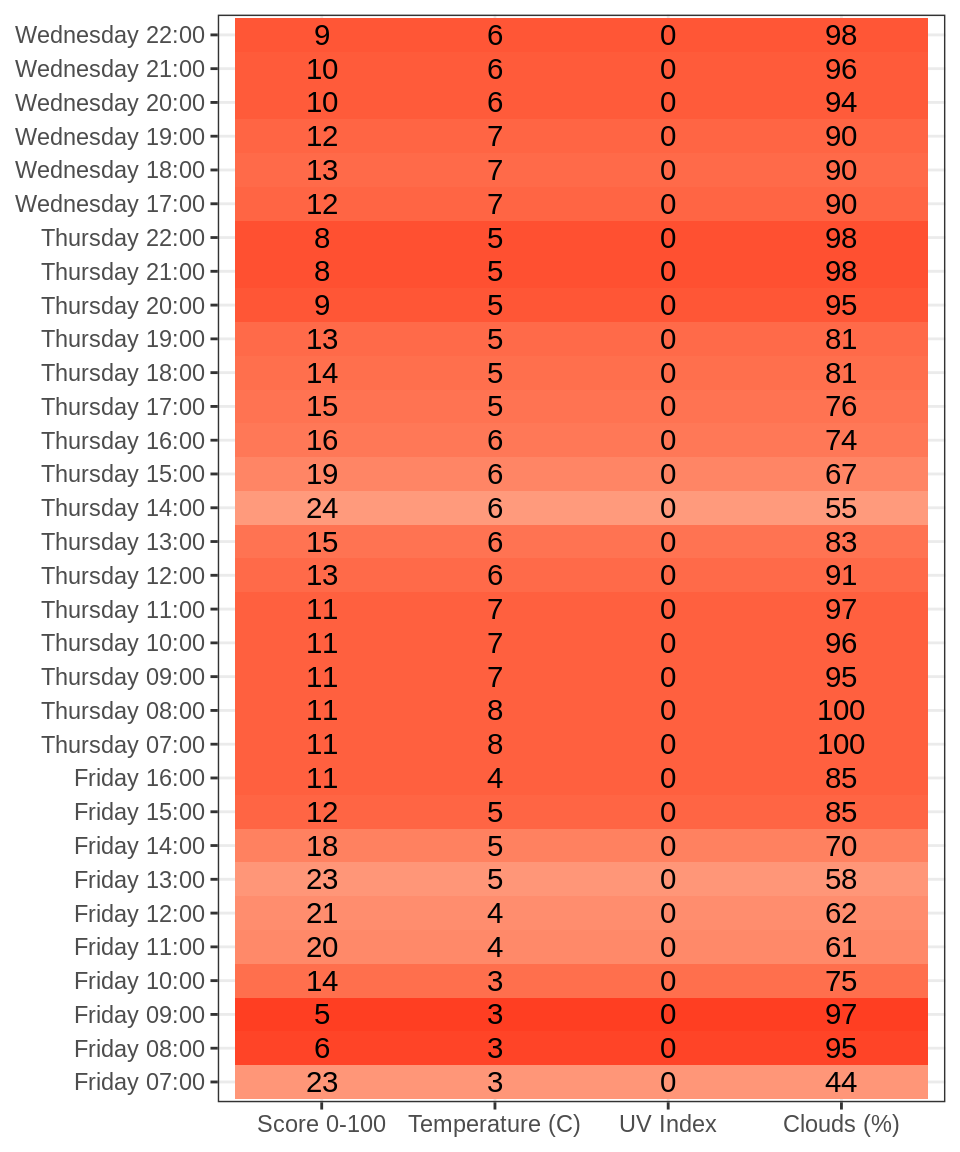 Wednesday 22:00 9 6 0 98
Wednesday 21:00 10 6 0 96
Wednesday 20:00 10 6 0 94
Wednesday 19:00 12 7 0 90
Wednesday 18:00 13 7 0 90
Wednesday 17:00 12 7 0 90
Thursday 22:00 8 5 0 98
Thursday 21:00 8 5 0 98
Thursday 20:00 9 5 0 95
Thursday 19:00 13 5 0 81
Thursday 18:00 14 5 0 81
Thursday 17:00 15 5 0 76
Thursday 16:00 16 6 0 74
Thursday 15:00 19 6 0 67
Thursday 14:00 24 6 0 55
Thursday 13:00 15 6 0 83
Thursday 12:00 13 6 0 91
Thursday 11:00 11 7 0 97
Thursday 10:00 11 7 0 96
Thursday 09:00 11 7 0 95
Thursday 08:00 11 8 0 100
Thursday 07:00 11 8 0 100
Friday 16:00 11 4 0 85
Friday 15:00 12 5 0 85
Friday 14:00 18 5 0 70
Friday 13:00 23 5 0 58
Friday 12:00 21 4 0 62
Friday 11:00 20 4 0 61
Friday 10:00 14 3 0 75
Friday 09:00 5 3 0 97
Friday 08:00 6 3 0 95
Friday 07:00 23 3 0 44
Score 0-100 Temperature (C) UV Index Clouds (%)